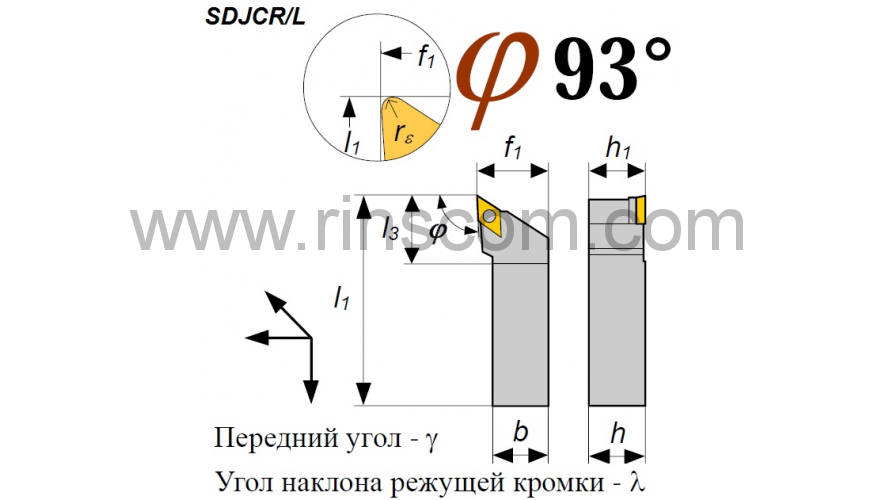 SDJCR/L
φ 93°
f1
l1
rε
f1
h1
www.rinscom.com
l3
φ
l1
b
h
Передний угол - γ
Угол наклона режущей кромки - λ